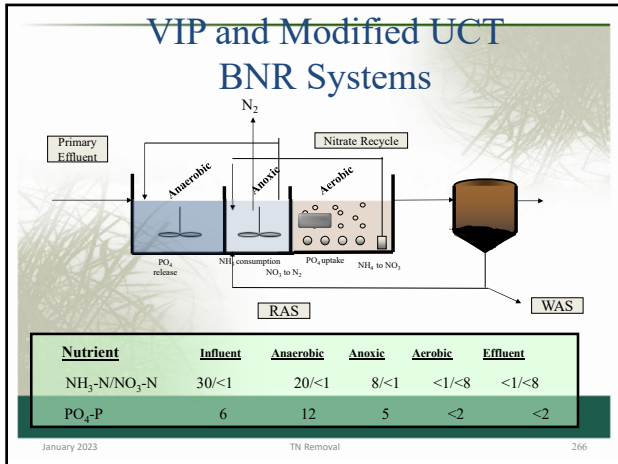 VIP and Modified UCT
BNR Systems
N₂
Primary
Effluent
Nitrate Recycle
Anaerobic
Anoxic
Aerobic
PO₄
release
NH₃ consumption
NO₃ to N₂
PO₄ uptake
NH₄ to NO₃
RAS
WAS
Nutrient Influent Anaerobic Anoxic Aerobic Effluent
NH₃-N/NO₃-N 30/<1 20/<1 8/<1 <1/<8 <1/<8
PO₄-P 6 12 5 <2 <2
January 2023 TN Removal 266